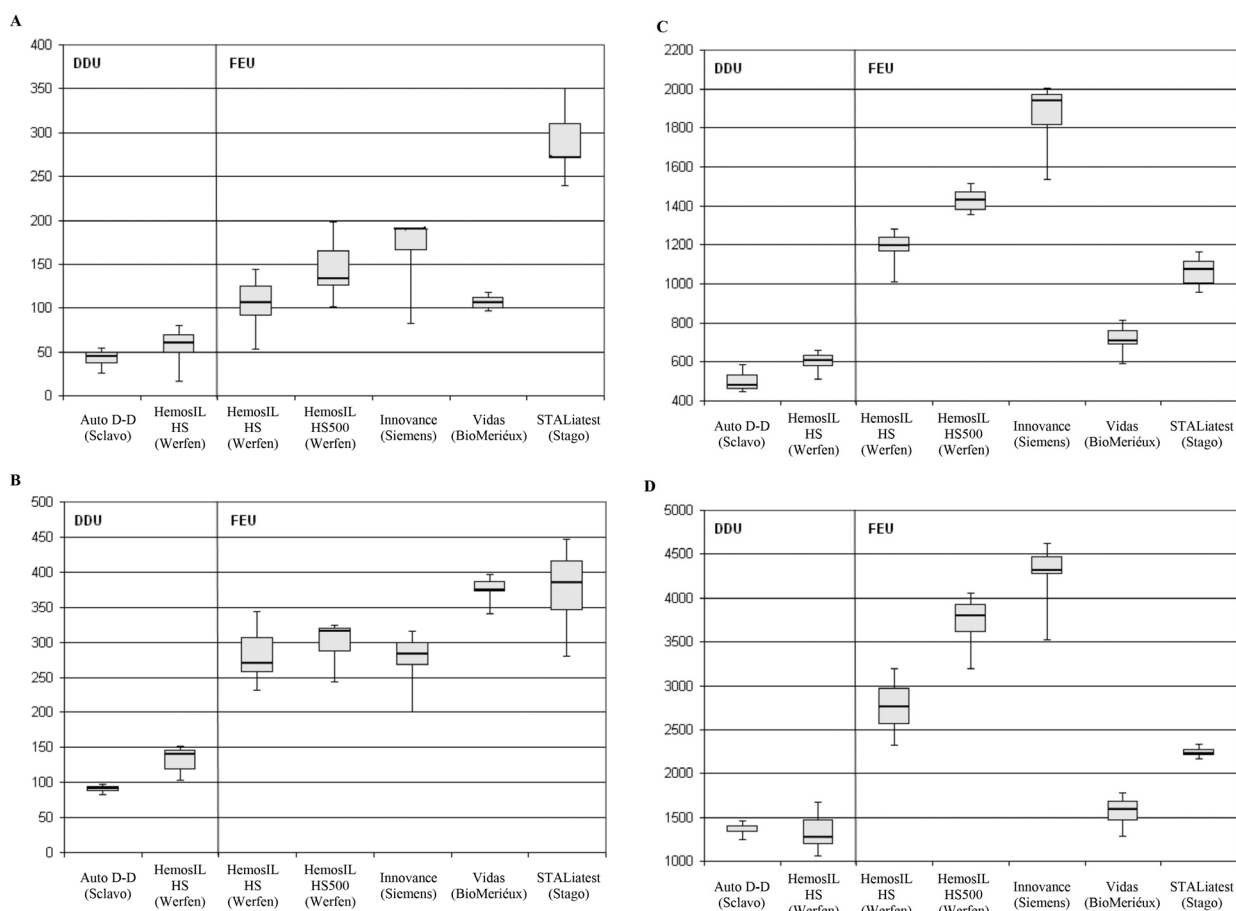 A
400
350
300
250
200
150
100
50
0
DDU
FEU
Auto D-D
(Sclavo)
HemosIL
HS
(Werfen)
HemosIL
HS
(Werfen)
HemosIL
HS500
(Werfen)
Innovance
(Siemens)
Vidas
(BioMeriéux)
STALiatest
(Stago)
B
500
450
400
350
300
250
200
150
100
50
0
DDU
FEU
Auto D-D
(Sclavo)
HemosIL
HS
(Werfen)
HemosIL
HS
(Werfen)
HemosIL
HS500
(Werfen)
Innovance
(Siemens)
Vidas
(BioMeriéux)
STALiatest
(Stago)
C
2200
2000
1800
1600
1400
1200
1000
800
600
400
DDU
FEU
Auto D-D
(Sclavo)
HemosIL
HS
(Werfen)
HemosIL
HS
(Werfen)
HemosIL
HS500
(Werfen)
Innovance
(Siemens)
Vidas
(BioMeriéux)
STALiatest
(Stago)
D
5000
4500
4000
3500
3000
2500
2000
1500
1000
DDU
FEU
Auto D-D
(Sclavo)
HemosIL
HS
(Werfen)
HemosIL
HS
(Werfen)
HemosIL
HS500
(Werfen)
Innovance
(Siemens)
Vidas
(BioMeriéux)
STALiatest
(Stago)